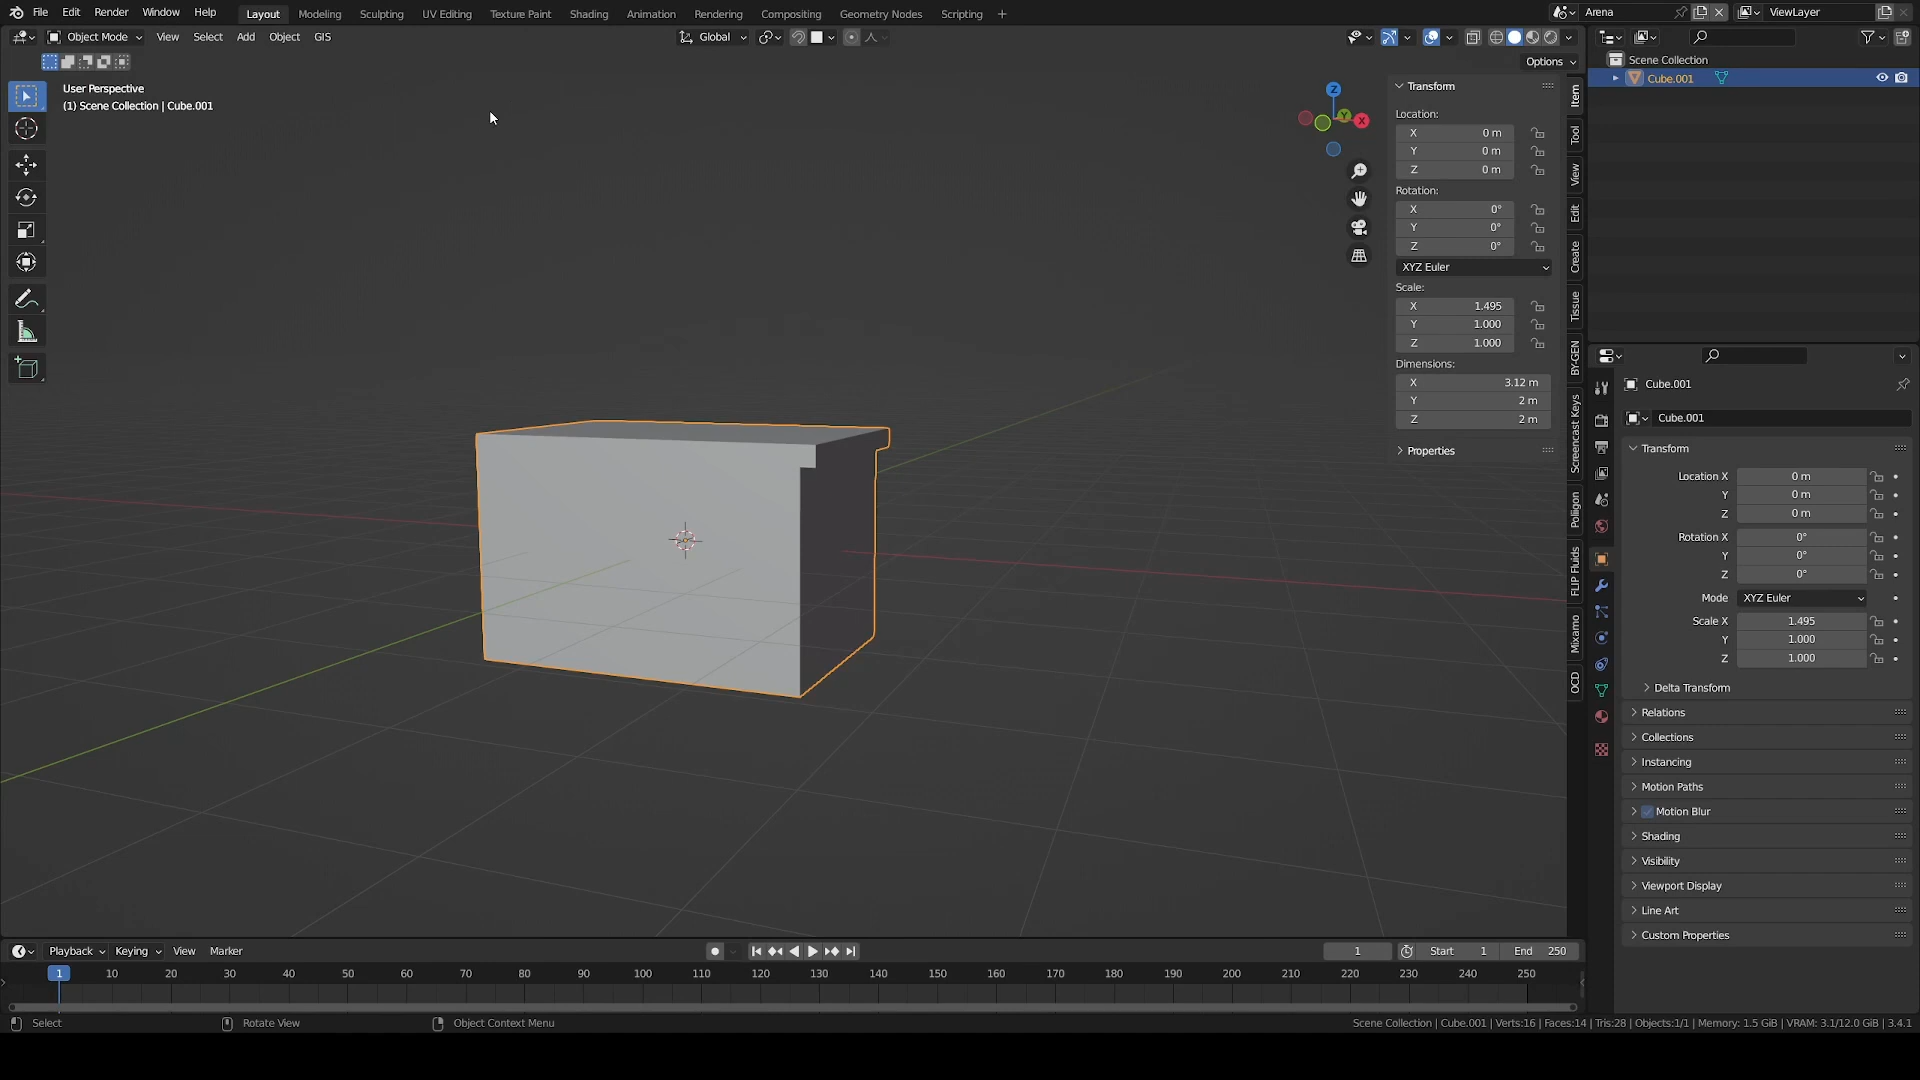 File Edit Render Window Help Layout Modeling Sculpting UV Editing Texture Paint Shading Animation Rendering Compositing Geometry Nodes Scripting + Arena ViewLayer
Object Mode View Select Add Object GIS Global
Options
User Perspective
(1) Scene Collection | Cube.001
Z
Y
X
Transform
Location:
X 0 m
Y 0 m
Z 0 m
Rotation:
X 0°
Y 0°
Z 0°
XYZ Euler
Scale:
X 1.495
Y 1.000
Z 1.000
Dimensions:
X 3.12 m
Y 2 m
Z 2 m
Properties
Item
Tool
View
Edit
Create
Tissue
BY-GEN
Screencast Keys
Poliigon
FLIP Fluids
Mixamo
OCD
Scene Collection
Cube.001
Cube.001
Cube.001
Transform
Location X 0 m
Y 0 m
Z 0 m
Rotation X 0°
Y 0°
Z 0°
Mode XYZ Euler
Scale X 1.495
Y 1.000
Z 1.000
Delta Transform
Relations
Collections
Instancing
Motion Paths
Motion Blur
Shading
Visibility
Viewport Display
Line Art
Custom Properties
Playback Keying View Marker 1 Start 1 End 250
1 10 20 30 40 50 60 70 80 90 100 110 120 130 140 150 160 170 180 190 200 210 220 230 240 250
Select Rotate View Object Context Menu Scene Collection | Cube.001 | Verts:16 | Faces:14 | Tris:28 | Objects:1/1 | Memory: 1.5 GiB | VRAM: 3.1/12.0 GiB | 3.4.1